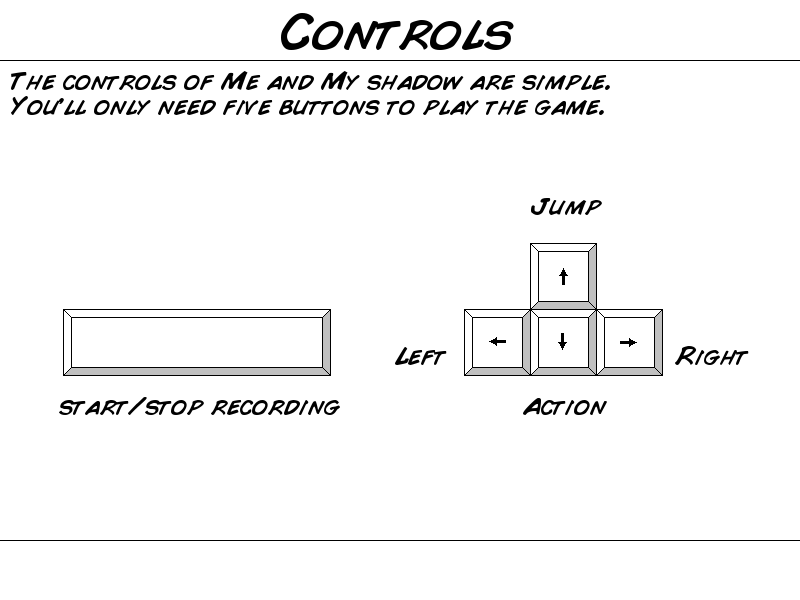 Controls
The controls of Me and My shadow are simple.
You'll only need five buttons to play the game.
Jump
Left
Right
start/stop recording
Action